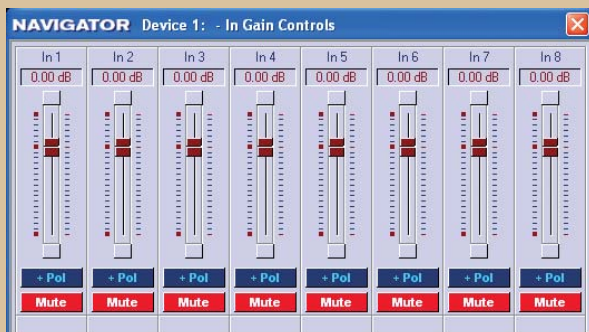 NAVIGATOR Device 1: - In Gain Controls
In 1 In 2 In 3 In 4 In 5 In 6 In 7 In 8
0.00 dB 0.00 dB 0.00 dB 0.00 dB 0.00 dB 0.00 dB 0.00 dB 0.00 dB
+ Pol + Pol + Pol + Pol + Pol + Pol + Pol + Pol
Mute Mute Mute Mute Mute Mute Mute Mute